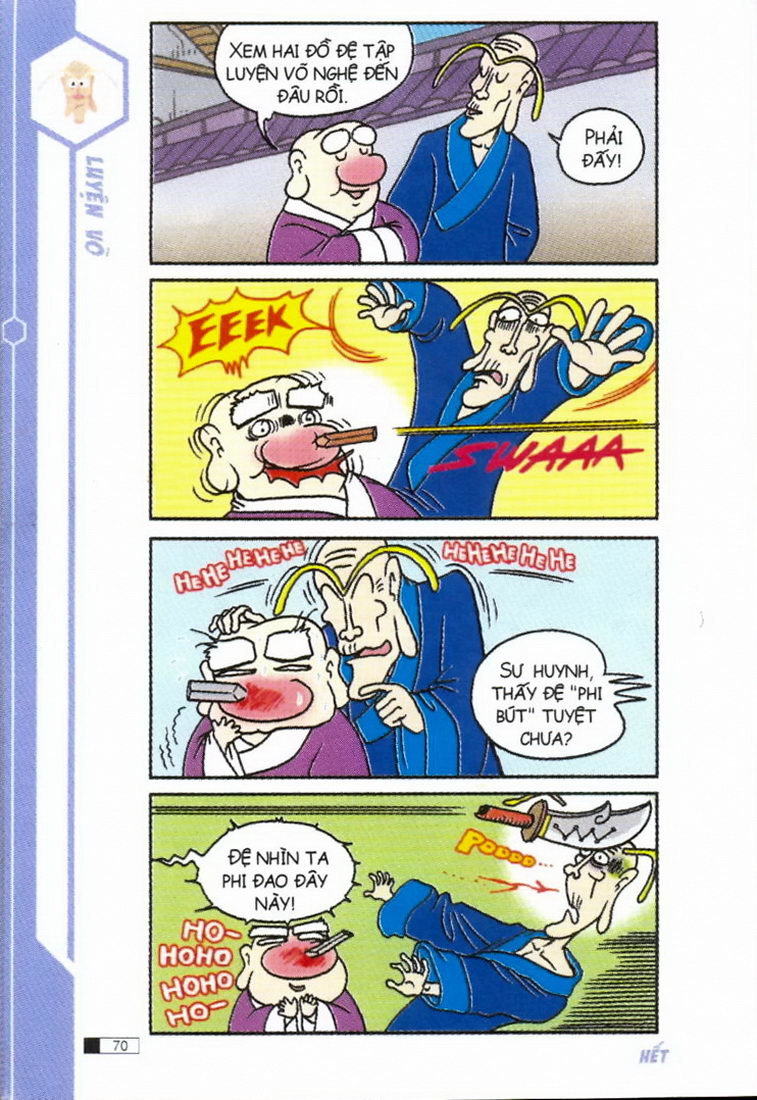 LUYỆN VÕ
XEM HAI ĐỒ ĐỆ TẬP
LUYỆN VÕ NGHỆ ĐẾN
ĐÂU RỒI.
PHẢI
ĐẤY!
EEEK
SWAAA
HEHEHEHEHE
HEHEHEHEHE
SƯ HUYNH,
THẤY ĐỆ "PHI
BÚT" TUYỆT
CHƯA?
ĐỆ NHÌN TA
PHI ĐAO ĐÂY
NÀY!
POOOO...
HO-
HOHO
HOHO
HO-
70
HẾT